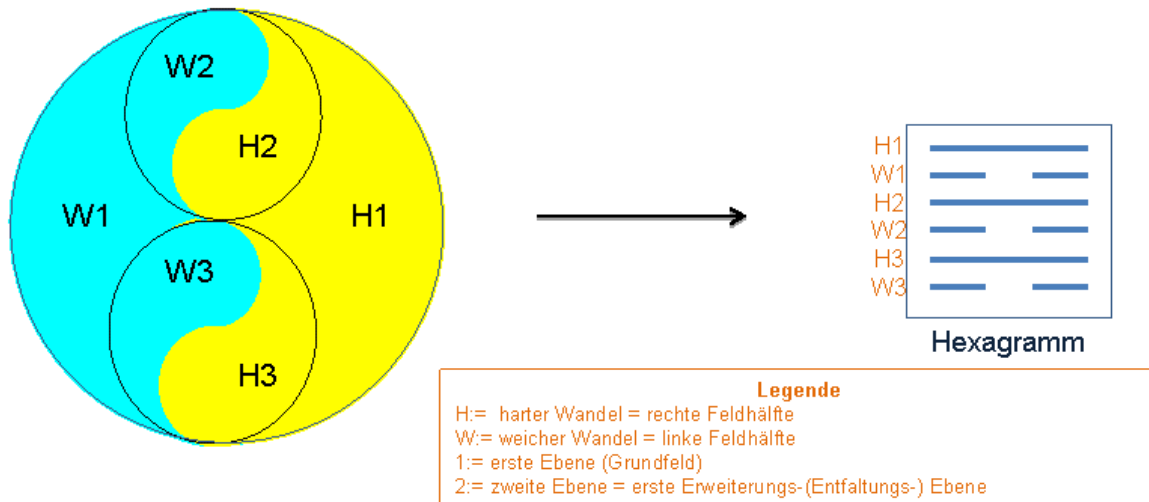 W2
H2
W1
H1
W3
H3
H1
W1
H2
W2
H3
W3
Hexagramm
Legende
H:= harter Wandel = rechte Feldhälfte
W:= weicher Wandel = linke Feldhälfte
1:= erste Ebene (Grundfeld)
2:= zweite Ebene = erste Erweiterungs-(Entfaltungs-) Ebene